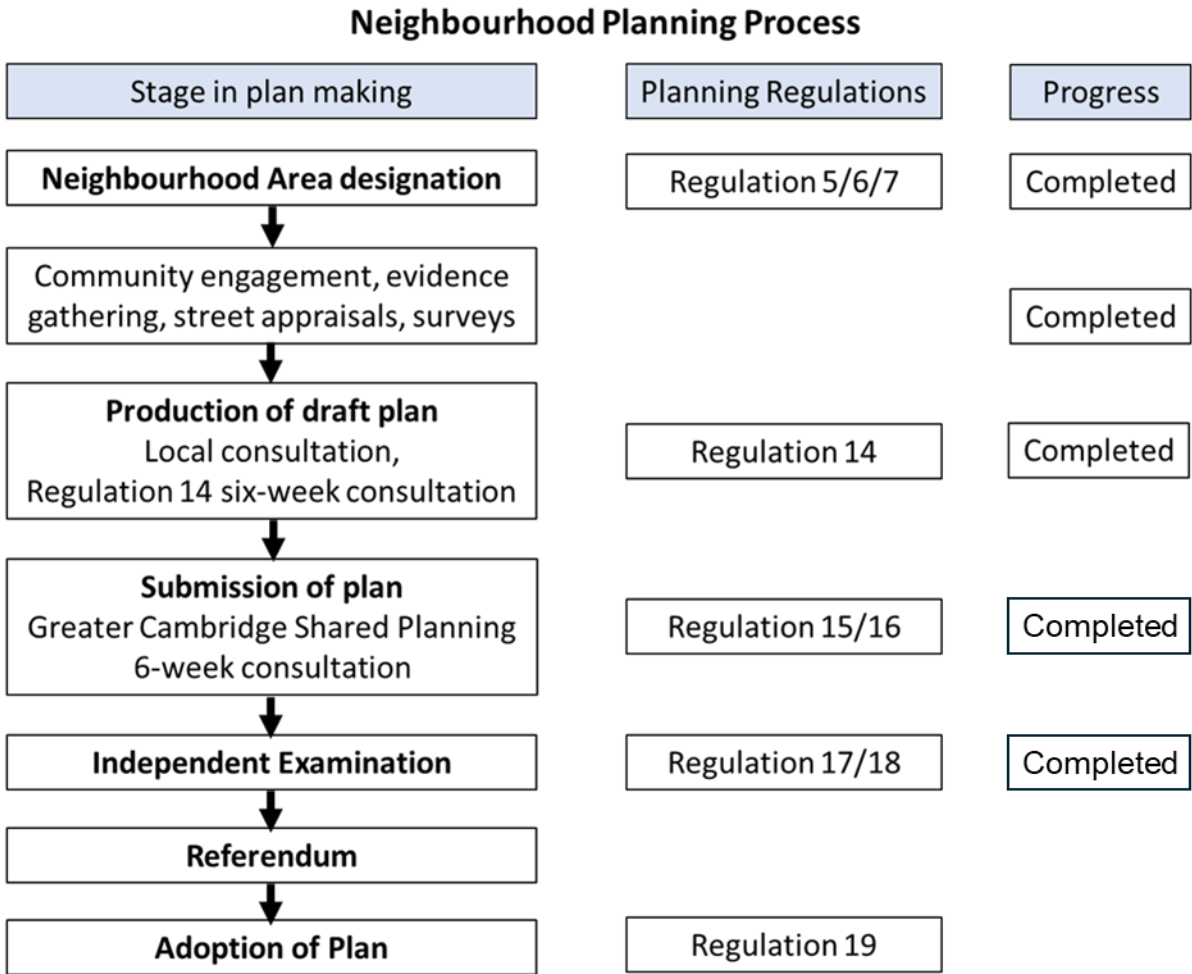 Neighbourhood Planning Process
Stage in plan making
Planning Regulations
Progress
Neighbourhood Area designation
Regulation 5/6/7
Completed
Community engagement, evidence
gathering, street appraisals, surveys
Completed
Production of draft plan
Local consultation,
Regulation 14 six-week consultation
Regulation 14
Completed
Submission of plan
Greater Cambridge Shared Planning
6-week consultation
Regulation 15/16
Completed
Independent Examination
Regulation 17/18
Completed
Referendum
Adoption of Plan
Regulation 19